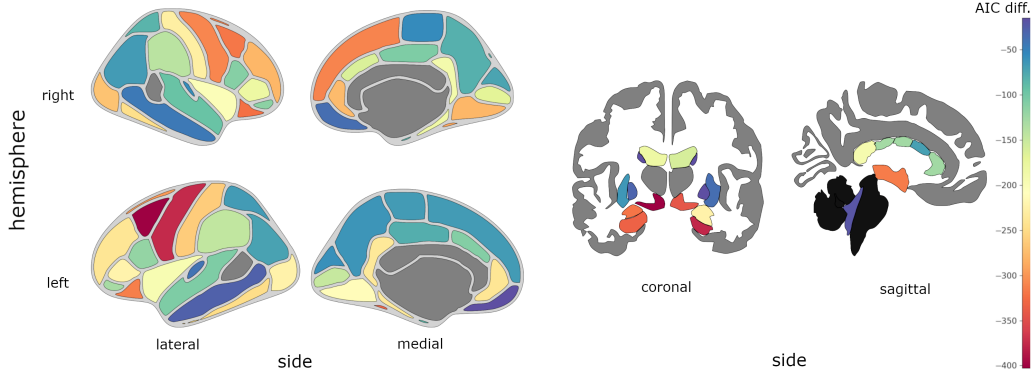 AIC diff.
−50
−100
−150
−200
−250
−300
−350
−400
hemisphere
right
left
lateral
medial
side
coronal
sagittal
side